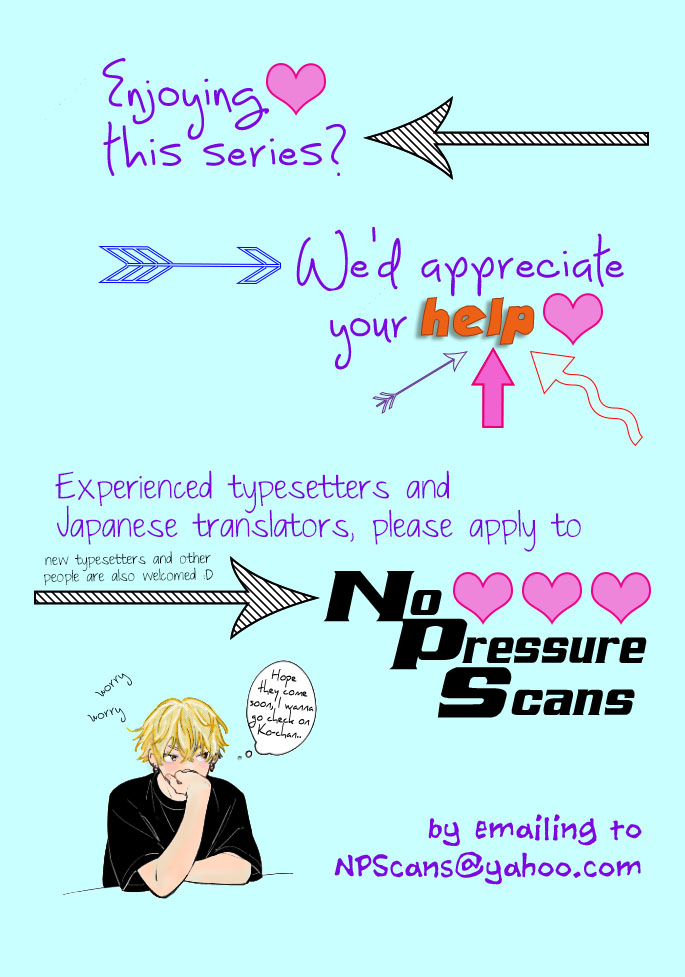 Enjoying
this series?
We'd appreciate
your help
Experienced typesetters and
Japanese translators, please apply to
new typesetters and other
people are also welcomed :D
No
Pressure
Scans
worry
worry
Hope
they come
soon, I wanna
go check on
Ko-chan..
by emailing to
NPScans@yahoo.com